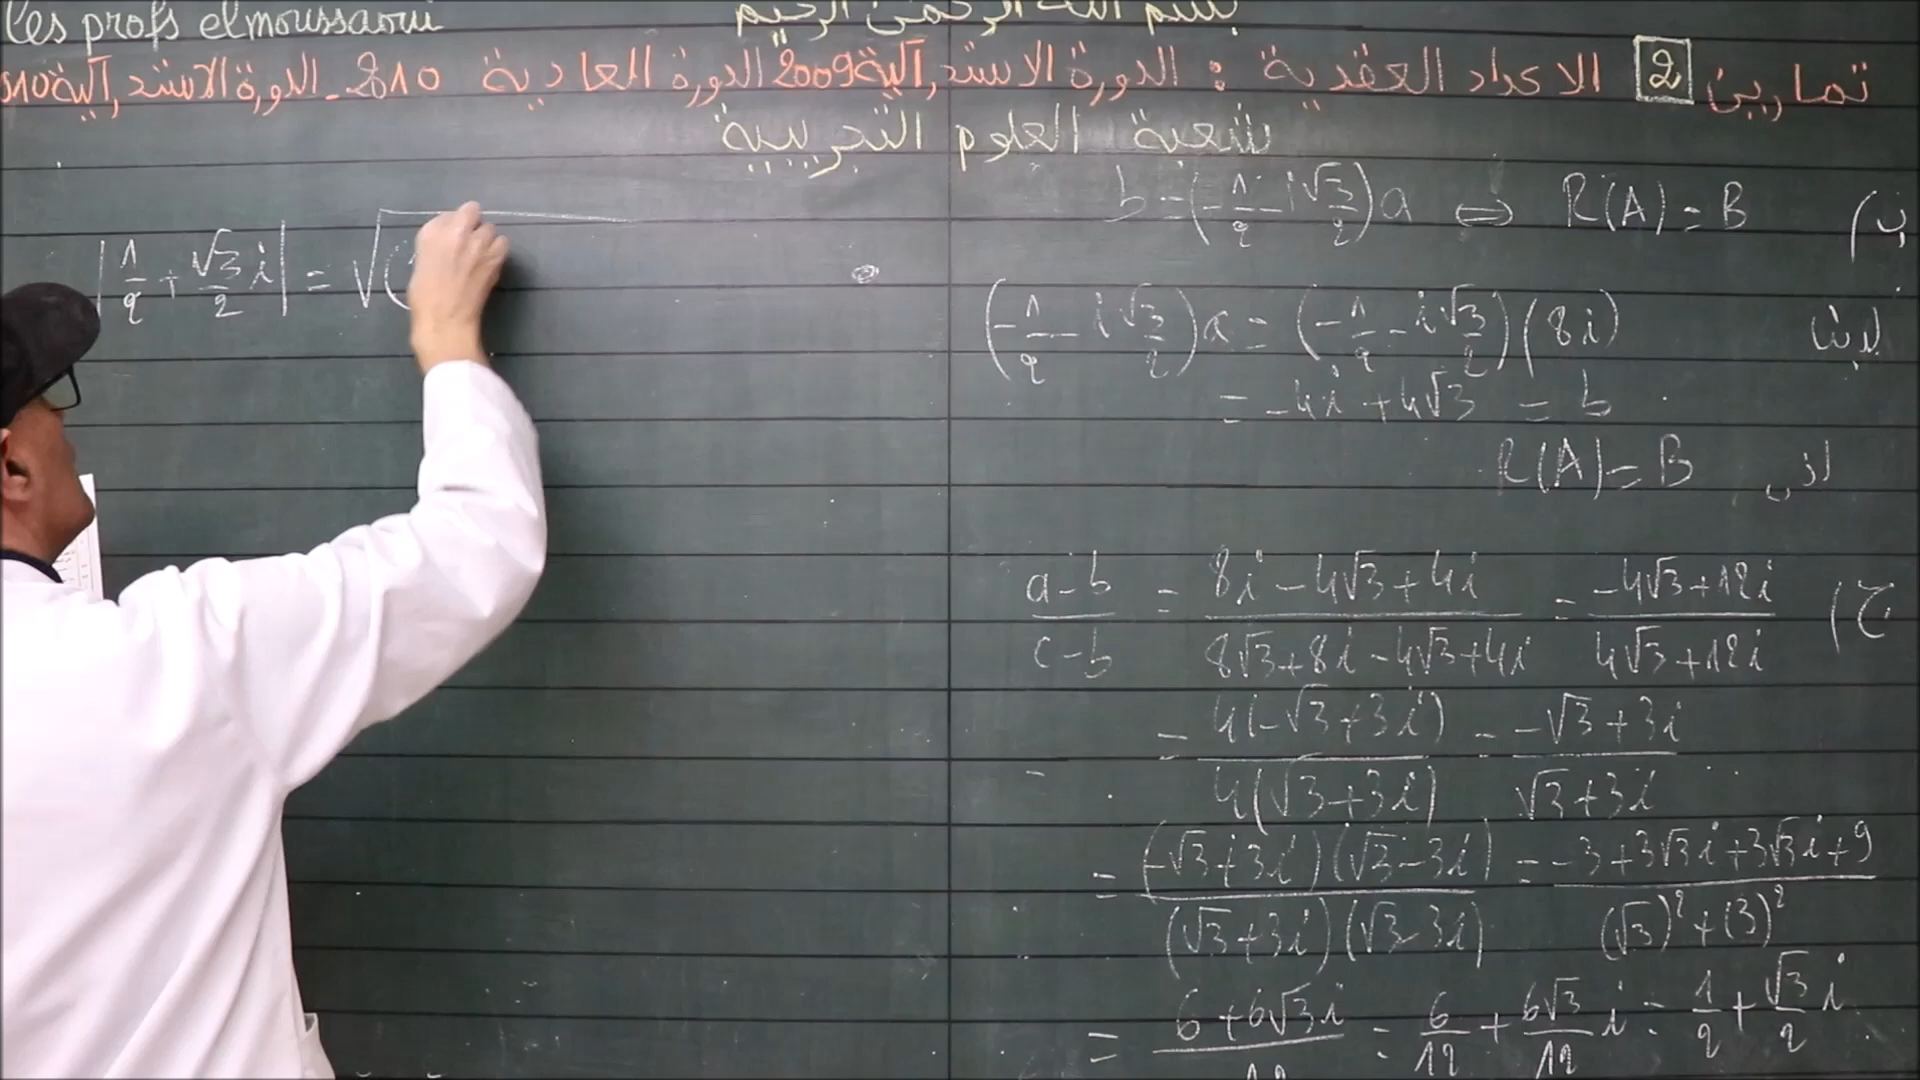 les profs elmoussaoui
بسم الله الرحمن الرحيم
تمارين 2 الاعداد العقدية : الدورة الاستدراكية 2009 الدورة العادية 2010 - الدورة الاستدراكية 2010
شعبة العلوم التجريبية
ب) R(A) = B ⇔ b = (-1/2 - i√3/2)a
لدينا (-1/2 - i√3/2)a = (-1/2 - i√3/2)(8i)
= -4i + 4√3 = b
اذن R(A) = B
ج) (a-b)/(c-b) = (8i - 4√3 + 4i)/(8√3 + 8i - 4√3 + 4i) = (-4√3 + 12i)/(4√3 + 12i)
= 4(-√3 + 3i)/4(√3 + 3i) = (-√3 + 3i)/(√3 + 3i)
= (-√3 + 3i)(√3 - 3i)/(√3 + 3i)(√3 - 3i) = (-3 + 3√3i + 3√3i + 9)/((√3)² + (3)²)
= (6 + 6√3i)/12 = 6/12 + 6√3/12 i = 1/2 + √3/2 i
|1/2 + √3/2 i| = √(